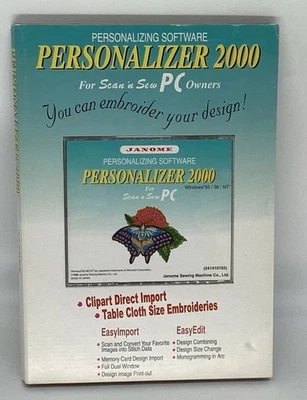 PERSONALIZING SOFTWARE
PERSONALIZER 2000
For Scan 'n Sew PC Owners
You can embroider your design!
JANOME
PERSONALIZING SOFTWARE
PERSONALIZER 2000
For
Scan 'n Sew PC
Windows® 95 / 98 / NT
(241410103)
Janome Sewing Machine Co., Ltd.
• Clipart Direct Import
• Table Cloth Size Embroideries
EasyImport
EasyEdit
• Scan and Convert Your Favorite
Images into Stitch Data
• Memory Card Design Import
• Full Dual Window
• Design Image Print out
• Design Combining
• Design Size Change
• Monogramming in Arc